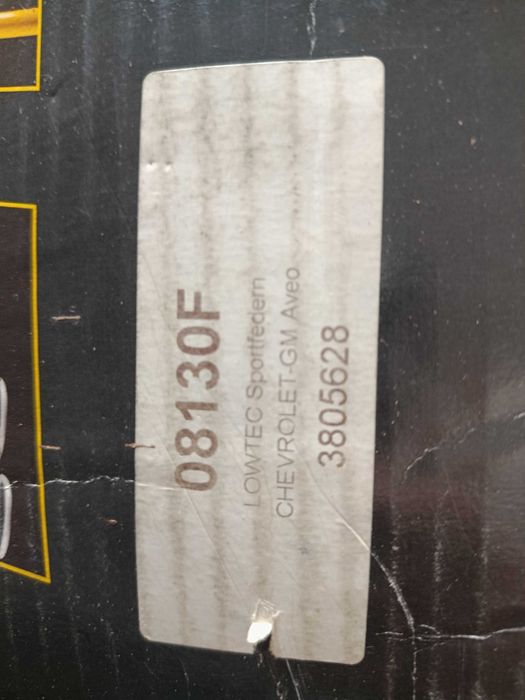 08130F
LOWTEC Sportfedern
CHEVROLET-GM Aveo
3805628